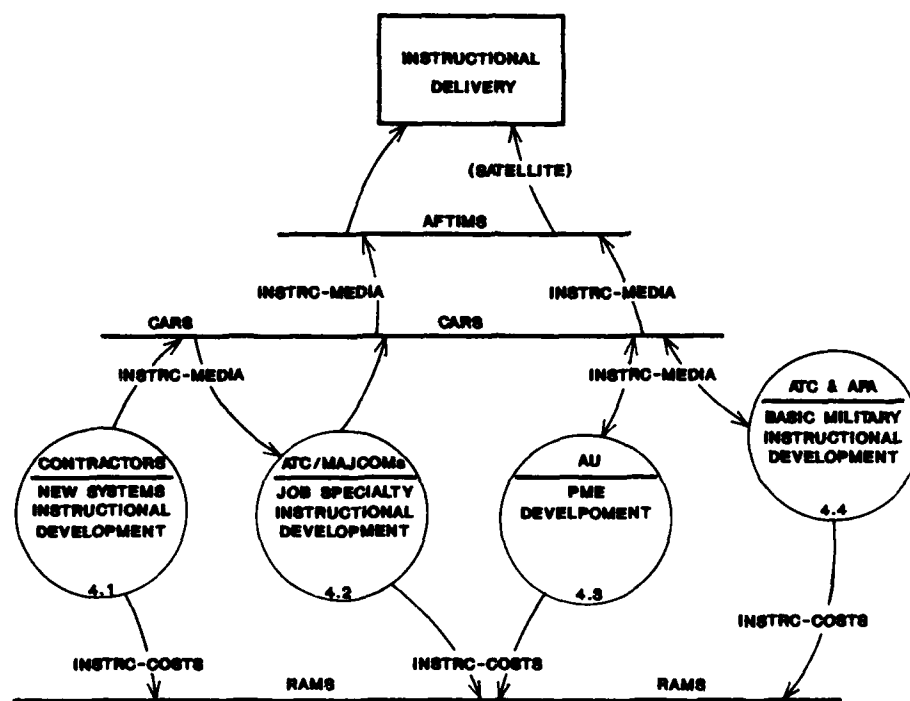 INSTRUCTIONAL
DELIVERY
(SATELLITE)
AFTIMS
INSTRC-MEDIA
INSTRC-MEDIA
CARS
CARS
INSTRC-MEDIA
INSTRC-MEDIA
ATC & AFA
BASIC MILITARY
INSTRUCTIONAL
DEVELOPMENT
4.4
CONTRACTORS
NEW SYSTEMS
INSTRUCTIONAL
DEVELOPMENT
4.1
ATC/MAJCOMs
JOB SPECIALTY
INSTRUCTIONAL
DEVELOPMENT
4.2
AU
PME
DEVELPOMENT
4.3
INSTRC-COSTS
INSTRC-COSTS
INSTRC-COSTS
RAMS
RAMS